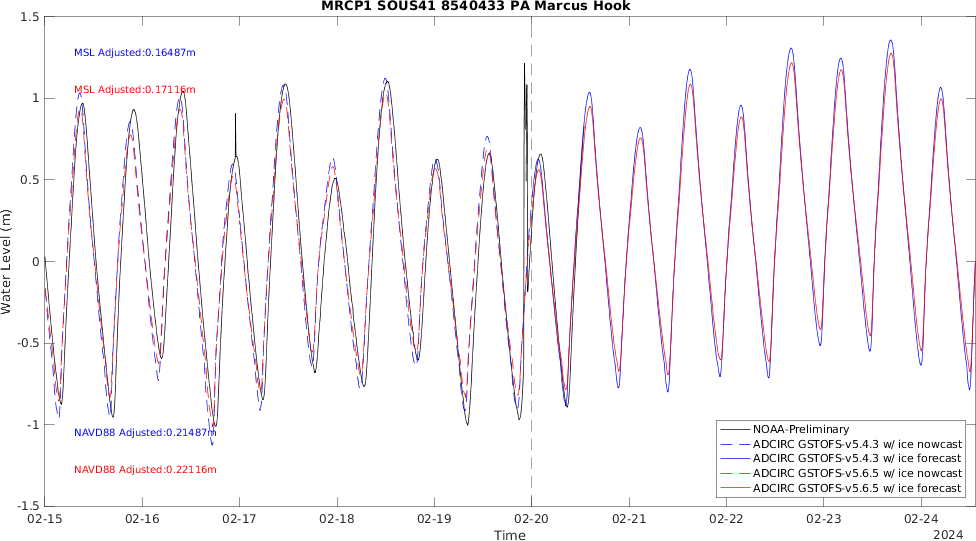 MRCP1 SOUS41 8540433 PA Marcus Hook
1.5
1
0.5
0
-0.5
-1
-1.5
Water Level (m)
MSL Adjusted:0.16487m
MSL Adjusted:0.17116m
NAVD88 Adjusted:0.21487m
NAVD88 Adjusted:0.22116m
NOAA-Preliminary
ADCIRC GSTOFS-v5.4.3 w/ ice nowcast
ADCIRC GSTOFS-v5.4.3 w/ ice forecast
ADCIRC GSTOFS-v5.6.5 w/ ice nowcast
ADCIRC GSTOFS-v5.6.5 w/ ice forecast
02-15 02-16 02-17 02-18 02-19 02-20 02-21 02-22 02-23 02-24
Time
2024